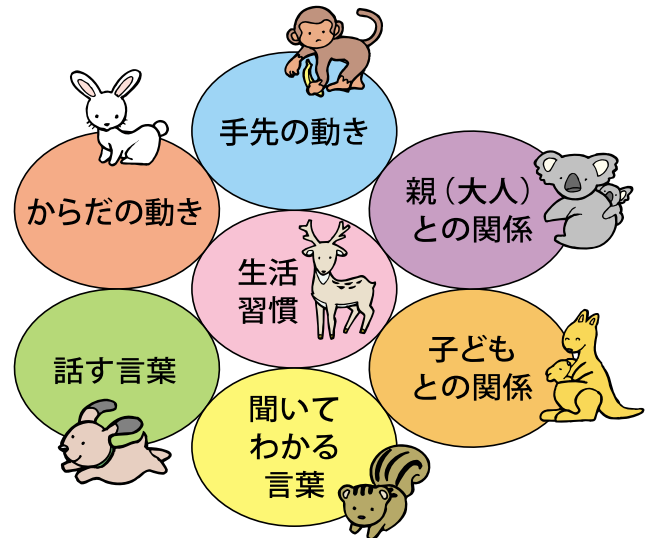 手先の動き
からだの動き
親（大人）
との関係
生活
習慣
話す言葉
子ども
との関係
聞いて
わかる
言葉